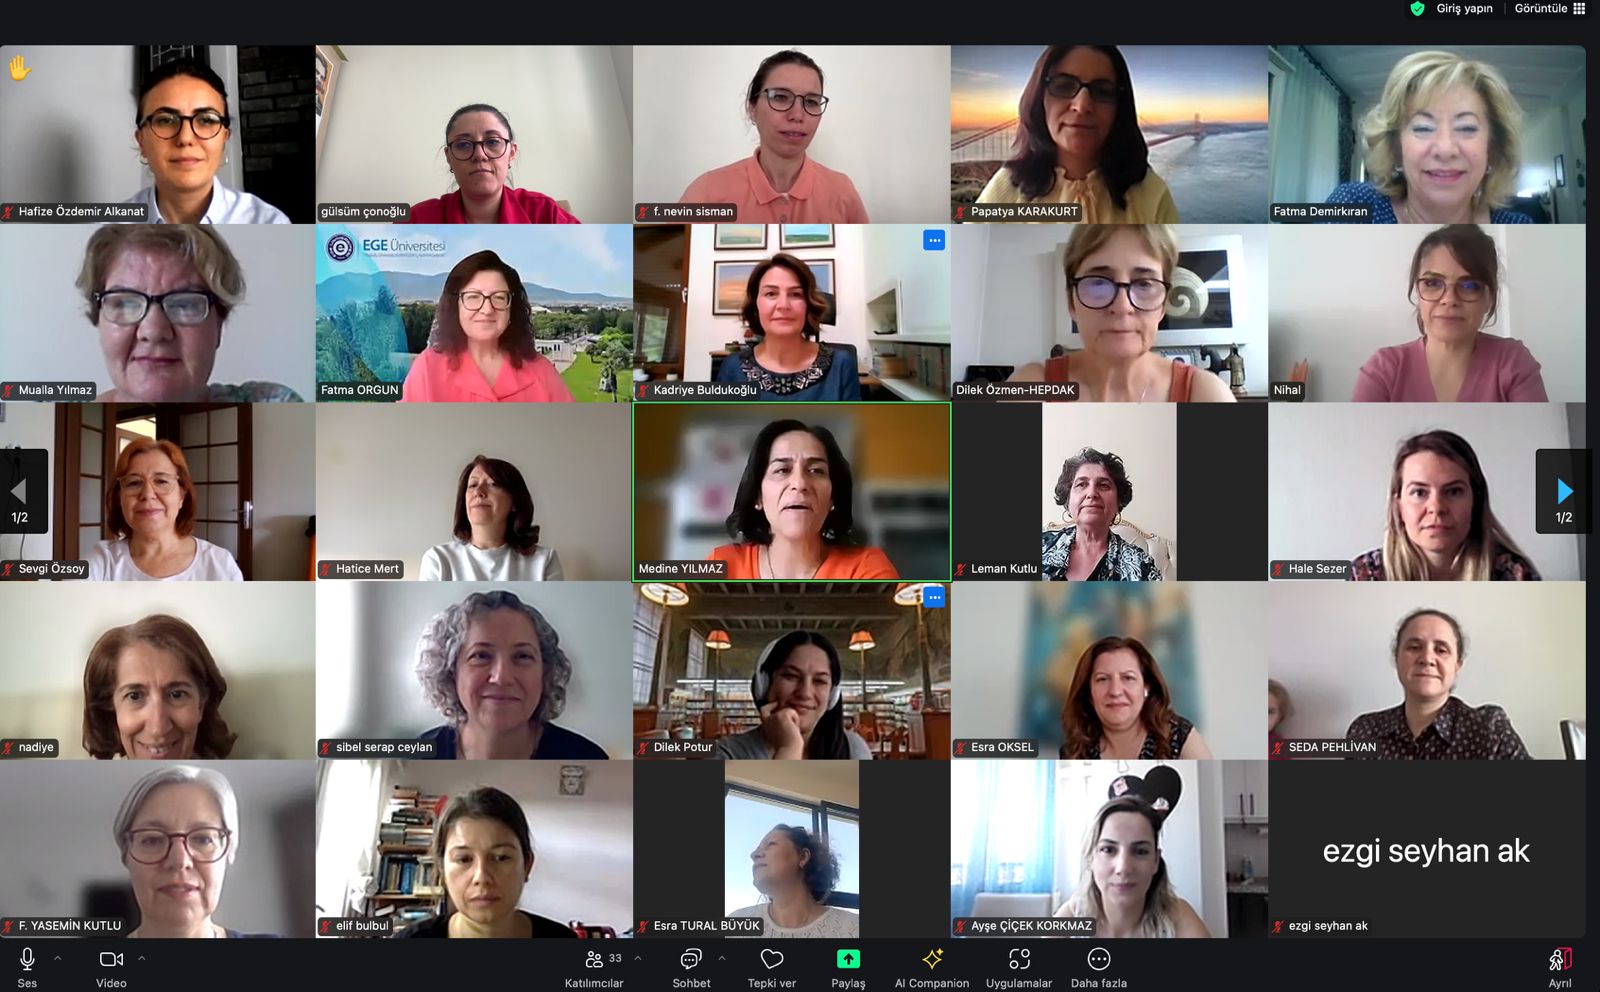 Giriş yapın
Görüntüle
Hafize Özdemir Alkanat
gülsüm çonoğlu
f. nevin sisman
Papatya KARAKURT
Fatma Demirkıran
EGE Üniversitesi
Mualla Yılmaz
Fatma ORGUN
Kadriye Buldukoğlu
Dilek Özmen-HEPDAK
Nihal
1/2
1/2
Sevgi Özsoy
Hatice Mert
Medine YILMAZ
Leman Kutlu
Hale Sezer
nadiye
sibel serap ceylan
Dilek Potur
Esra OKSEL
SEDA PEHLİVAN
ezgi seyhan ak
F. YASEMİN KUTLU
elif bulbul
Esra TURAL BÜYÜK
Ayşe ÇİÇEK KORKMAZ
ezgi seyhan ak
33
Ses
Video
Katılımcılar
Sohbet
Tepki ver
Paylaş
AI Companion
Uygulamalar
Daha fazla
Ayrıl